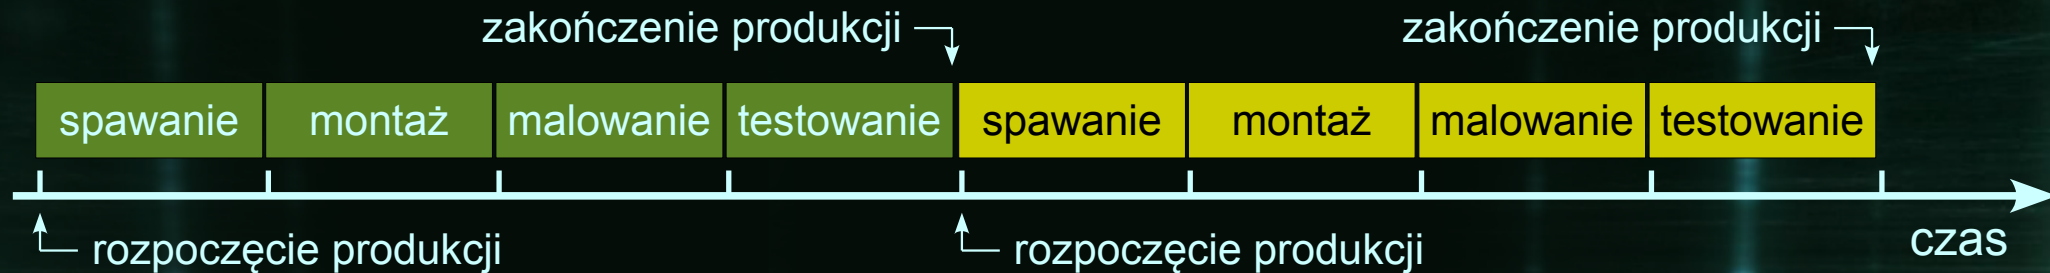 zakończenie produkcji zakończenie produkcji
spawanie montaż malowanie testowanie spawanie montaż malowanie testowanie
rozpoczęcie produkcji rozpoczęcie produkcji czas